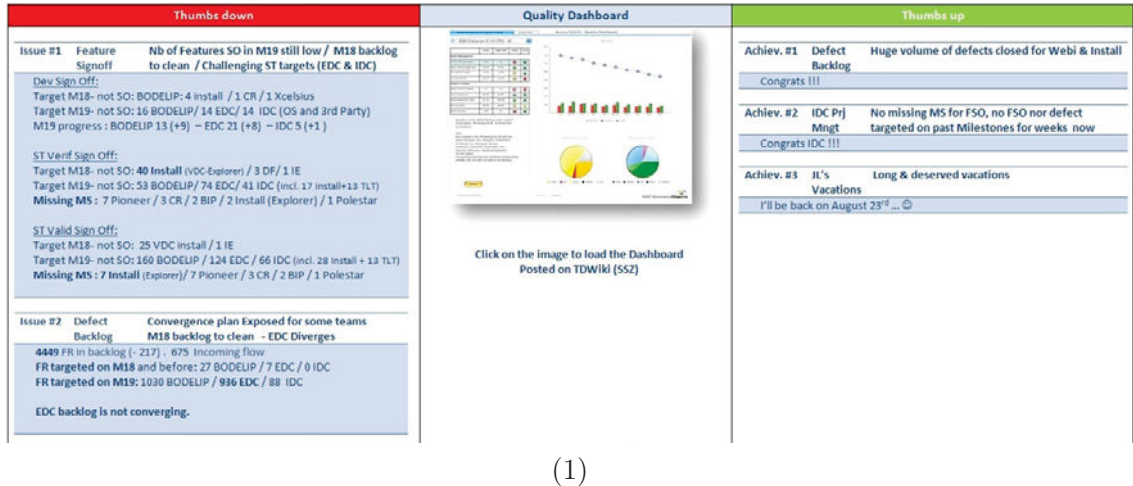 Thumbs down
Issue #1 Feature Signoff Nb of Features SO in M19 still low / M18 backlog
to clean / Challenging ST targets (EDC & IDC)
Dev Sign Off:
Target M18- not SO: BODELIP: 4 install / 1 CR / 1 Xcelsius
Target M19- not SO: 16 BODELIP/ 14 EDC/ 14 IDC (OS and 3rd Party)
M19 progress : BODELIP 13 (+9) – EDC 21 (+8) – IDC 5 (+1 )
ST Verif Sign Off:
Target M18- not SO: 40 Install (VDC-Explorer) / 3 DF/ 1 IE
Target M19- not SO: 53 BODELIP/ 74 EDC/ 41 IDC (incl. 17 install+13 TLT)
Missing MS : 7 Pioneer / 3 CR / 2 BIP / 2 Install (Explorer) / 1 Polestar
ST Valid Sign Off:
Target M18- not SO: 25 VDC install / 1 IE
Target M19- not SO: 160 BODELIP / 124 EDC / 66 IDC (incl. 28 Install + 13 TLT)
Missing MS : 7 Install (Explorer)/ 7 Pioneer / 3 CR / 2 BIP / 1 Polestar
Issue #2 Defect Backlog Convergence plan Exposed for some teams
M18 backlog to clean - EDC Diverges
4449 FR in backlog (- 217) . 675 Incoming flow
FR targeted on M18 and before: 27 BODELIP / 7 EDC / 0 IDC
FR targeted on M19: 1030 BODELIP / 936 EDC / 88 IDC
EDC backlog is not converging.
Quality Dashboard
Click on the image to load the Dashboard
Posted on TDWiki (SSZ)
Thumbs up
Achiev. #1 Defect Backlog Huge volume of defects closed for Webi & Install
Congrats !!!
Achiev. #2 IDC Prj Mngt No missing MS for FSO, no FSO nor defect
targeted on past Milestones for weeks now
Congrats IDC !!!
Achiev. #3 JL's Vacations Long & deserved vacations
I'll be back on August 23rd ... ☺
(1)